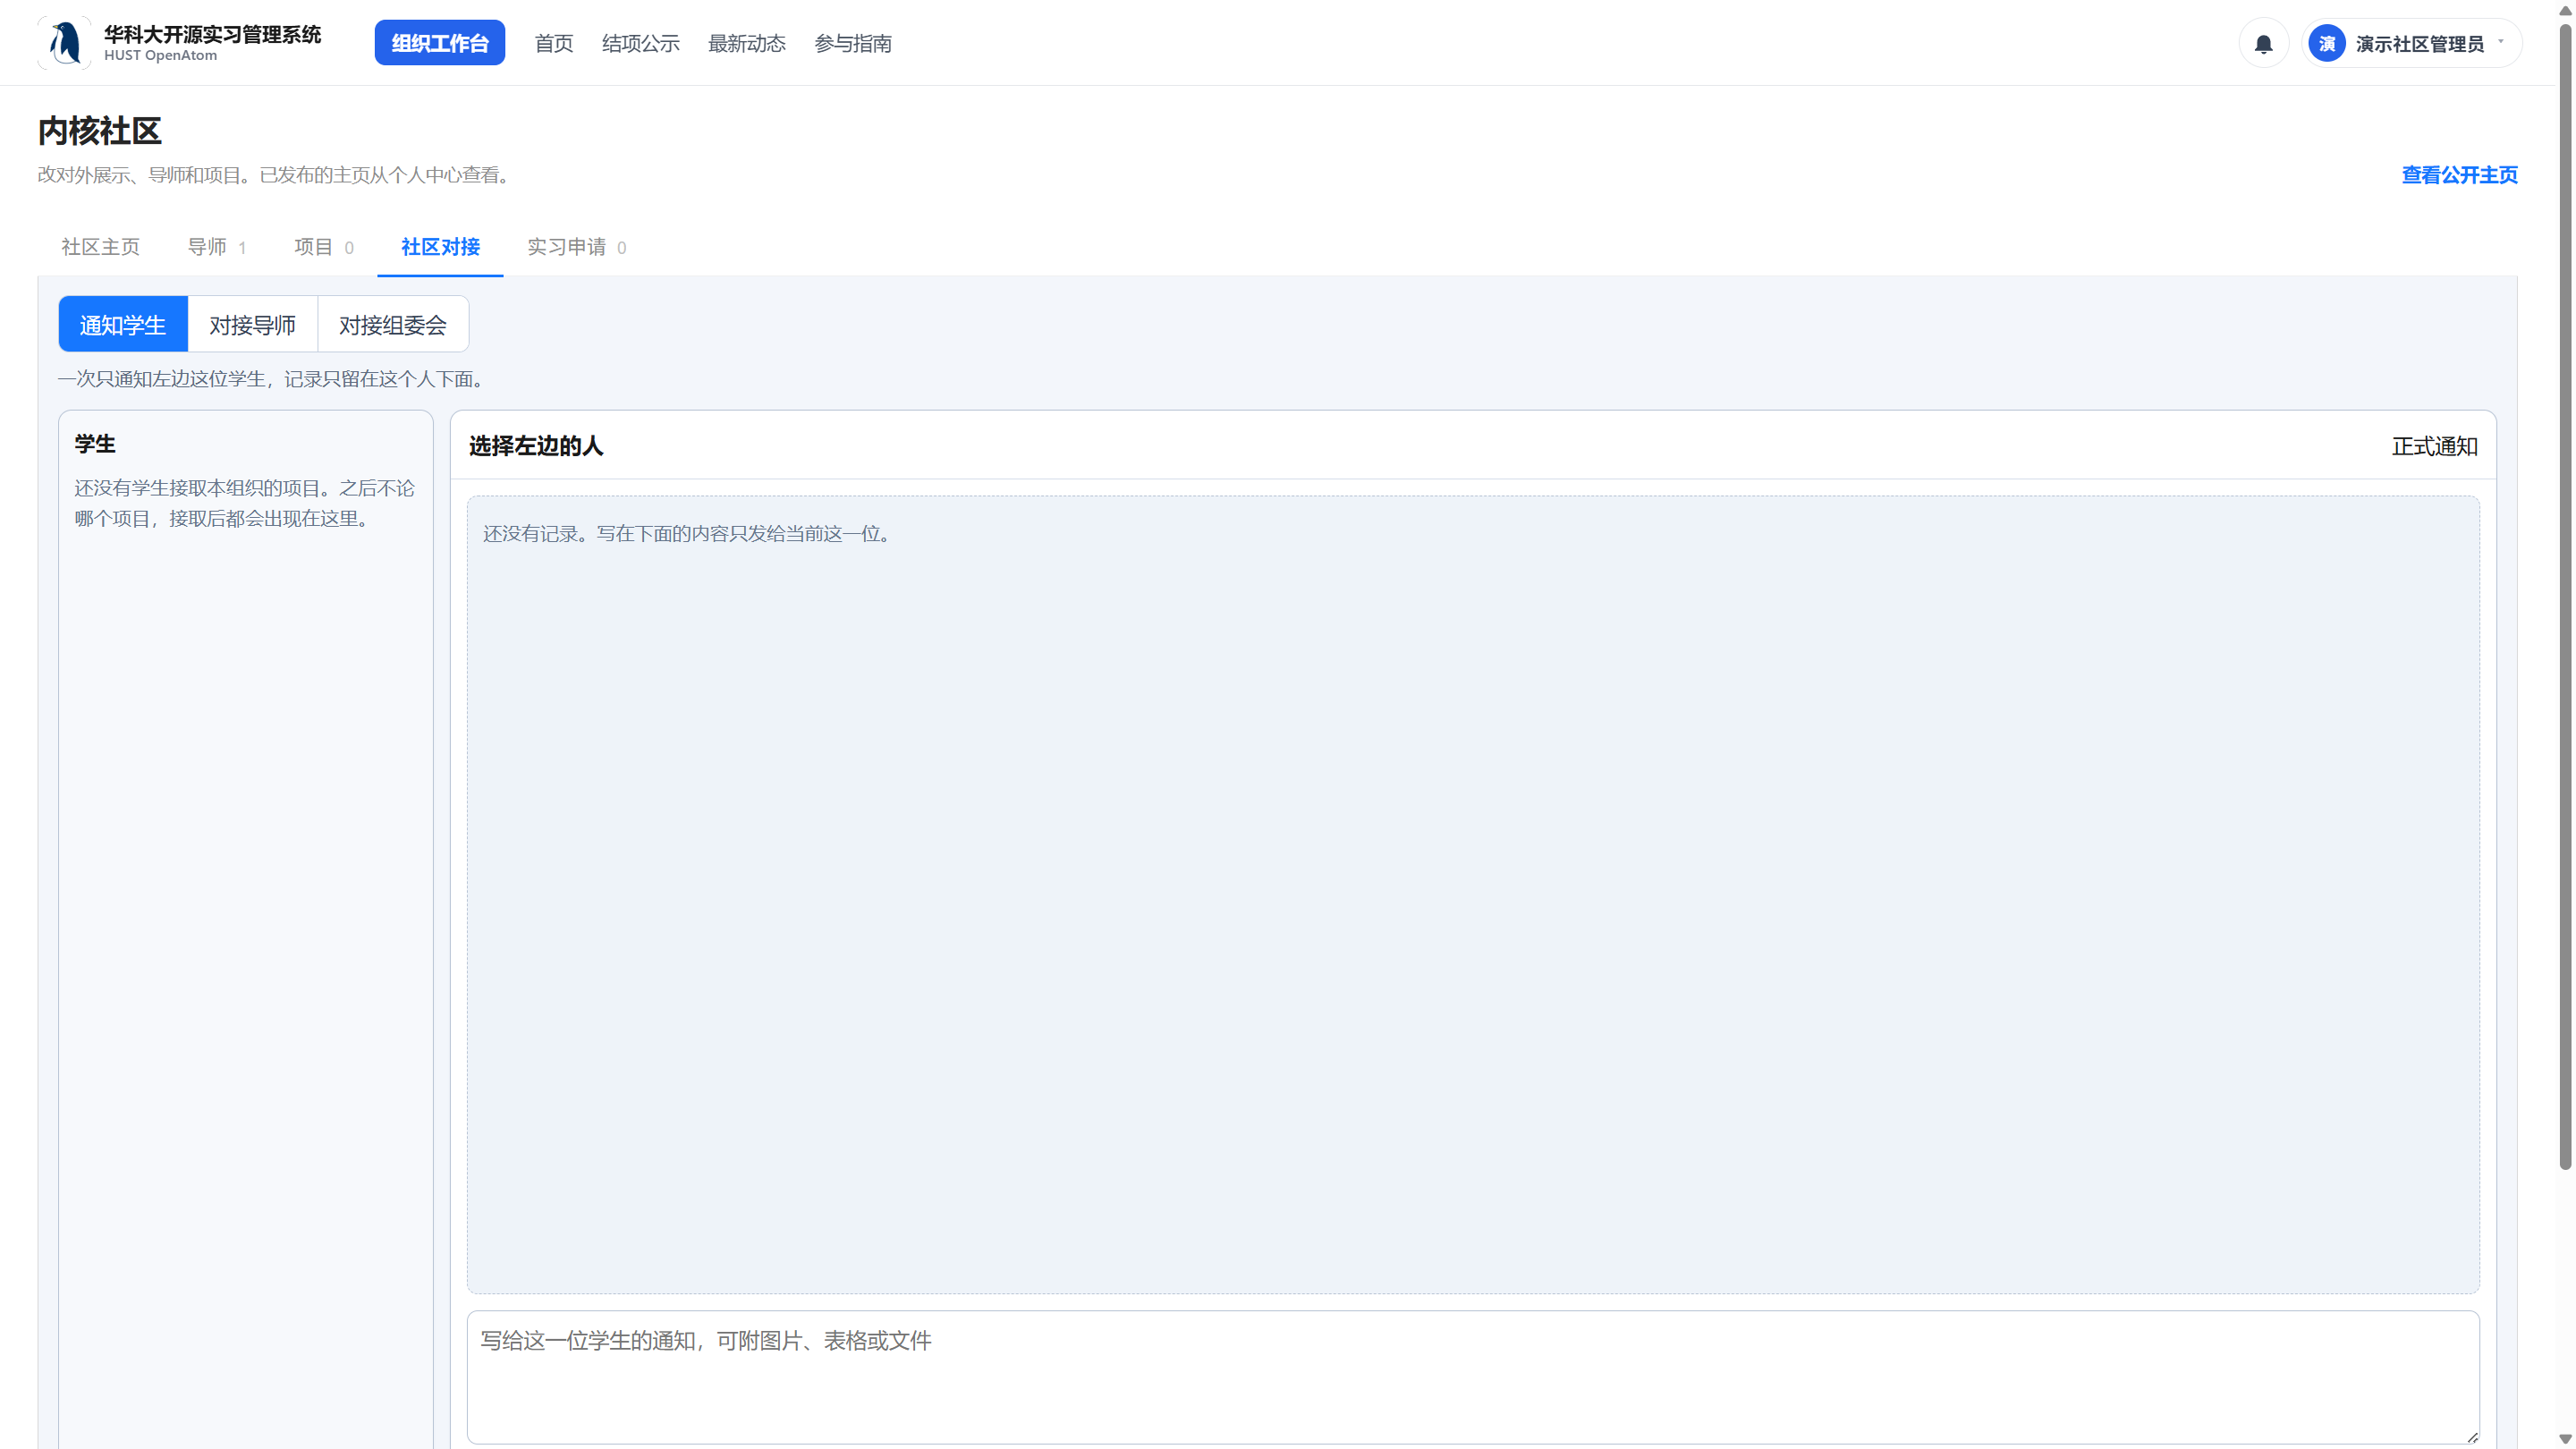 华科大开源实习管理系统
HUST OpenAtom
组织工作台
首页
结项公示
最新动态
参与指南
演
演示社区管理员
内核社区
改对外展示、导师和项目。已发布的主页从个人中心查看。
查看公开主页
社区主页
导师 1
项目 0
社区对接
实习申请 0
通知学生
对接导师
对接组委会
一次只通知左边这位学生，记录只留在这个人下面。
学生
还没有学生接取本组织的项目。之后不论
哪个项目，接取后都会出现在这里。
选择左边的人
正式通知
还没有记录。写在下面的内容只发给当前这一位。
写给这一位学生的通知，可附图片、表格或文件